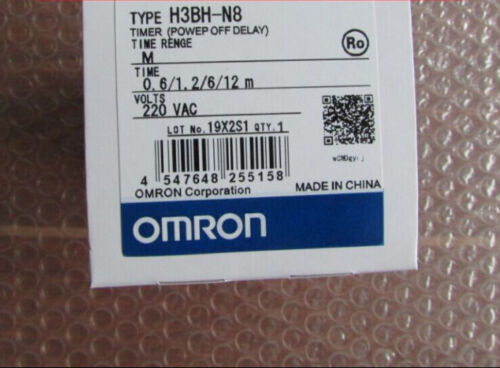 TYPE H3BH-N8
TIMER (POWEP OFF DELAY)
TIME RENGE
M
Ro
TIME
0.6/1.2/6/12 m
VOLTS
220 VAC
LOT No. 19X2S1 QTY. 1
4 547648 255158
OMRON Corporation
MADE IN CHINA
OMRON